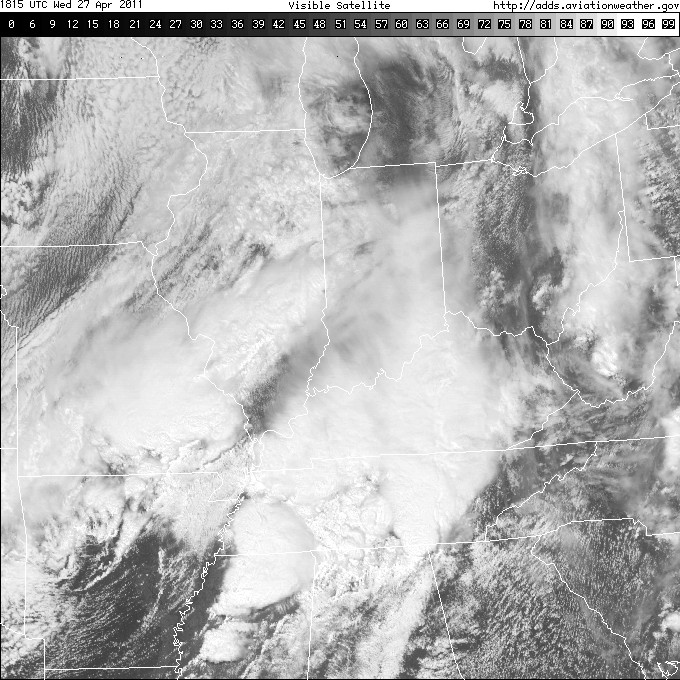 1815 UTC Wed 27 Apr 2011 Visible Satellite http://adds.aviationweather.gov
0 6 9 12 15 18 21 24 27 30 33 36 39 42 45 48 51 54 57 60 63 66 69 72 75 78 81 84 87 90 93 96 99